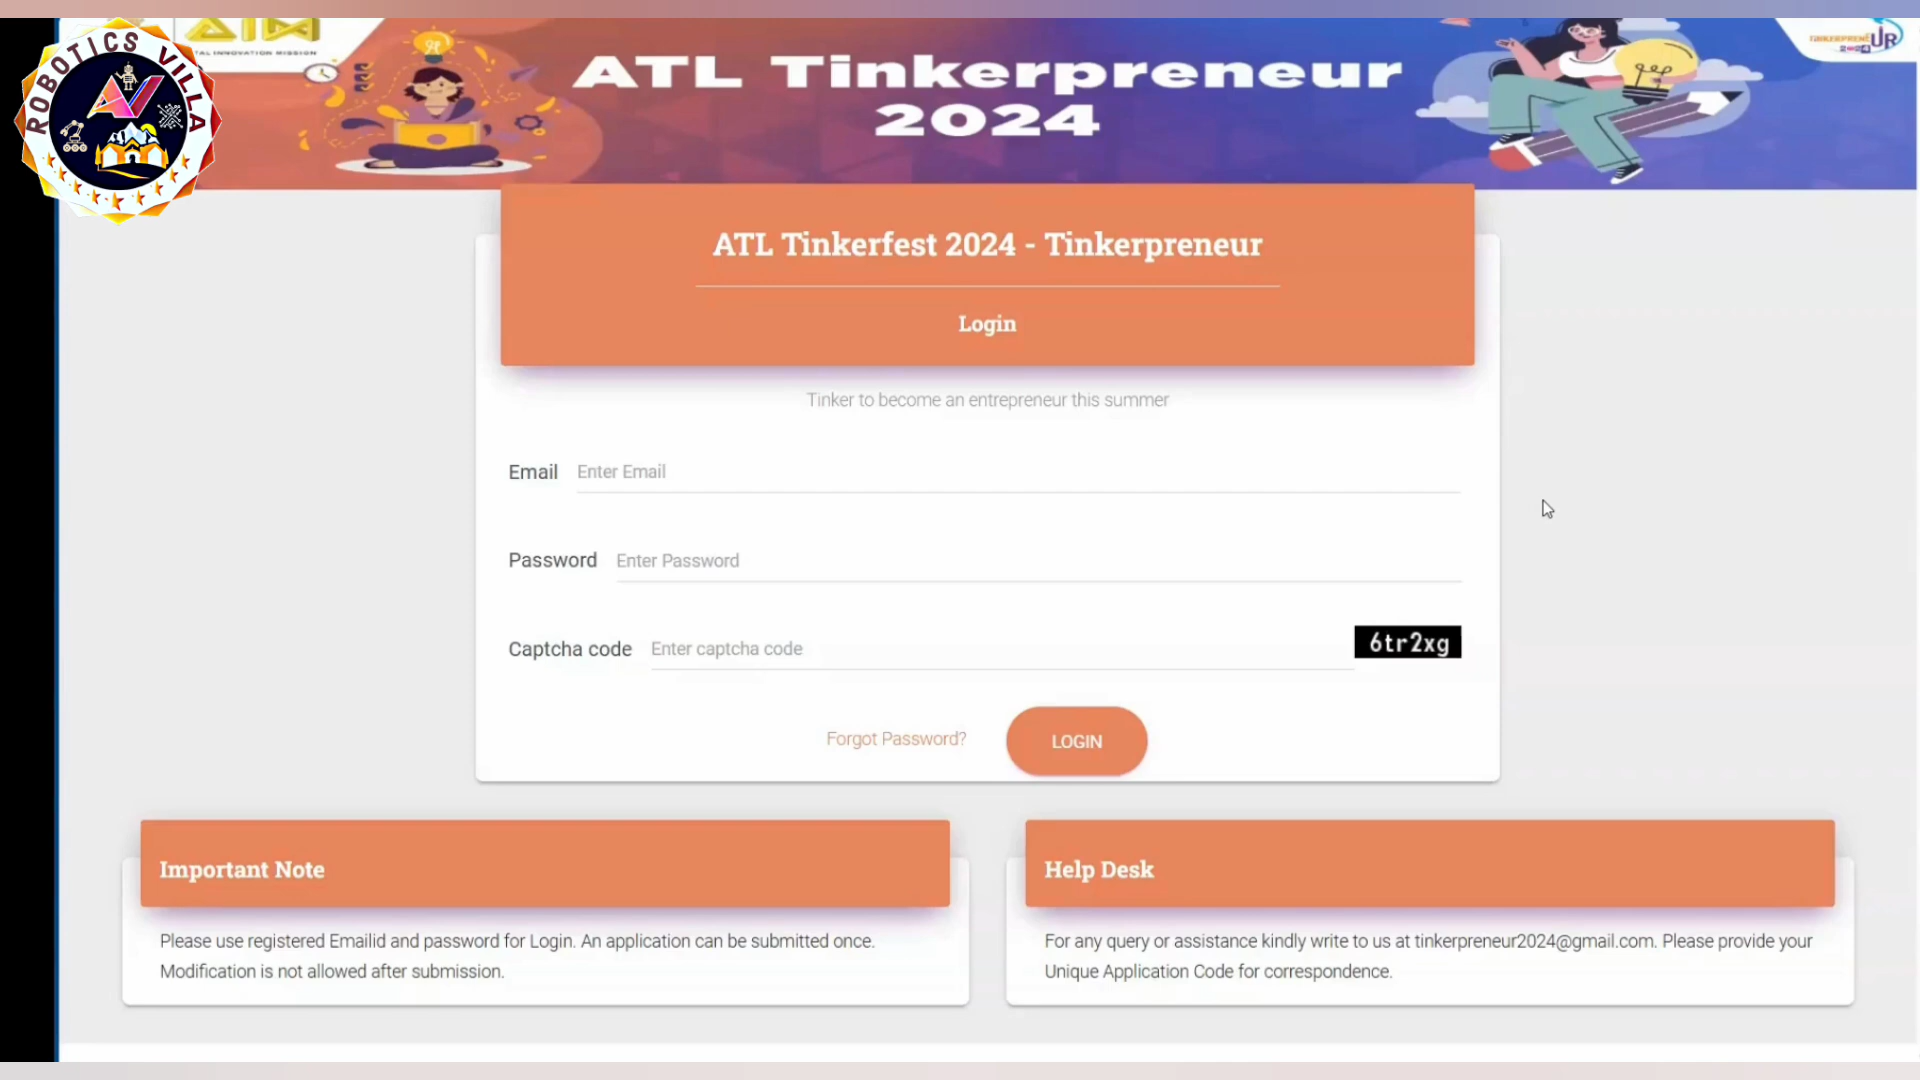 ROBOTICS VILLA
ATL Tinkerpreneur
2024
TINKERPRENEUR
2024
ATL Tinkerfest 2024 - Tinkerpreneur
Login
Tinker to become an entrepreneur this summer
Email Enter Email
Password Enter Password
Captcha code Enter captcha code 6tr2xg
Forgot Password? LOGIN
Important Note
Please use registered Emailid and password for Login. An application can be submitted once.
Modification is not allowed after submission.
Help Desk
For any query or assistance kindly write to us at tinkerpreneur2024@gmail.com. Please provide your
Unique Application Code for correspondence.